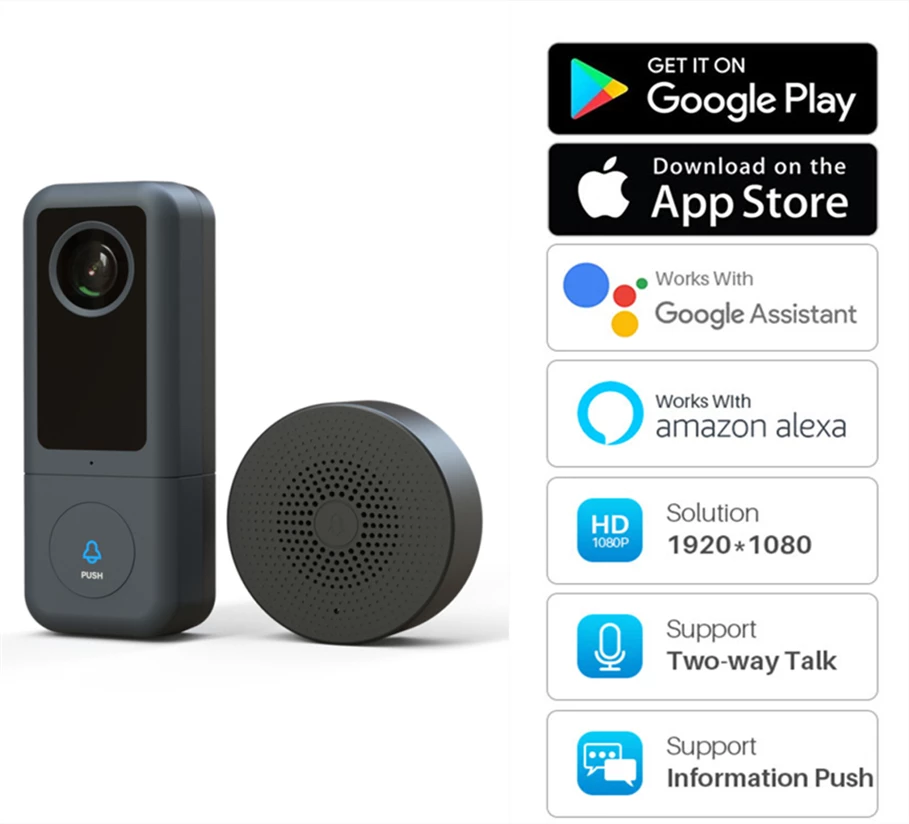 PUSH
GET IT ON
Google Play
Download on the
App Store
Works With
Google Assistant
Works With
amazon alexa
HD
1080P
Solution
1920*1080
Support
Two-way Talk
Support
Information Push